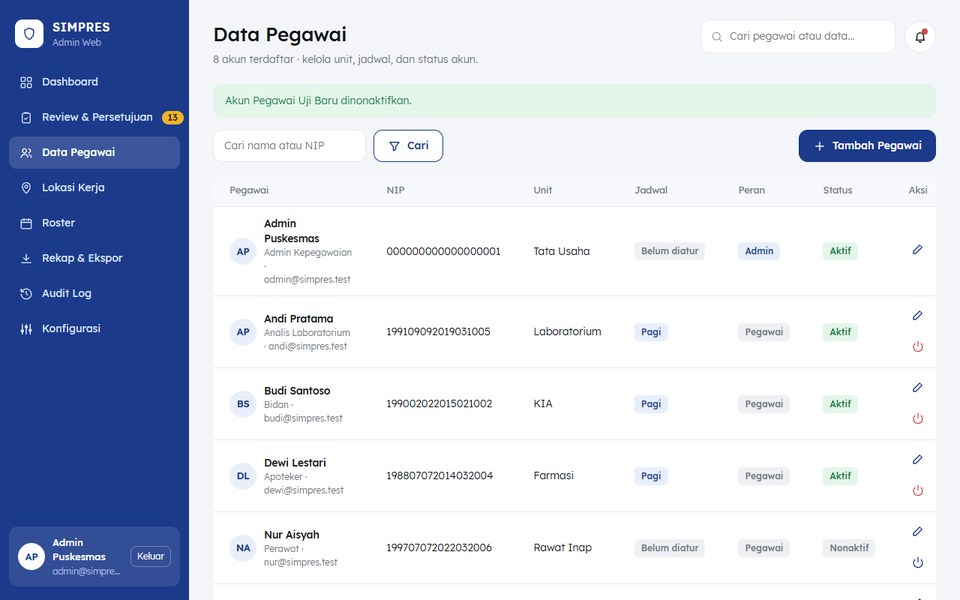 SIMPRES
Admin Web
Dashboard
Review & Persetujuan 13
Data Pegawai
Lokasi Kerja
Roster
Rekap & Ekspor
Audit Log
Konfigurasi
AP
Admin
Puskesmas
admin@simpre...
Keluar
Data Pegawai
8 akun terdaftar · kelola unit, jadwal, dan status akun.
Cari pegawai atau data...
Akun Pegawai Uji Baru dinonaktifkan.
Cari nama atau NIP
Cari
Tambah Pegawai
Pegawai NIP Unit Jadwal Peran Status Aksi
AP
Admin
Puskesmas
Admin Kepegawaian
·
admin@simpres.test
000000000000000001 Tata Usaha Belum diatur Admin Aktif
AP
Andi Pratama
Analis Laboratorium
· andi@simpres.test
199109092019031005 Laboratorium Pagi Pegawai Aktif
BS
Budi Santoso
Bidan ·
budi@simpres.test
199002022015021002 KIA Pagi Pegawai Aktif
DL
Dewi Lestari
Apoteker ·
dewi@simpres.test
198807072014032004 Farmasi Pagi Pegawai Aktif
NA
Nur Aisyah
Perawat ·
nur@simpres.test
199707072022032006 Rawat Inap Belum diatur Pegawai Nonaktif